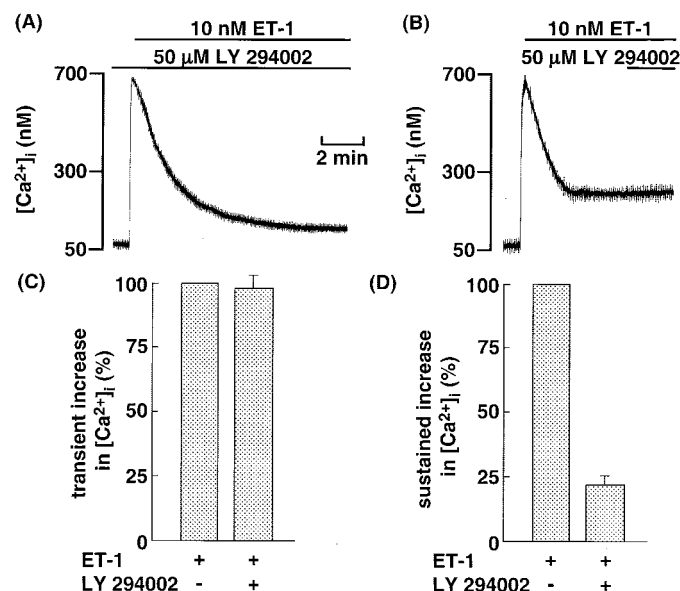 (A)
10 nM ET-1
50 μM LY 294002
700
300
50
[Ca²⁺]ᵢ (nM)
2 min
(B)
10 nM ET-1
50 μM LY 294002
700
300
50
[Ca²⁺]ᵢ (nM)
(C)
100
75
50
25
0
transient increase
in [Ca²⁺]ᵢ (%)
ET-1 + +
LY 294002 - +
(D)
100
75
50
25
0
sustained increase
in [Ca²⁺]ᵢ (%)
ET-1 + +
LY 294002 - +